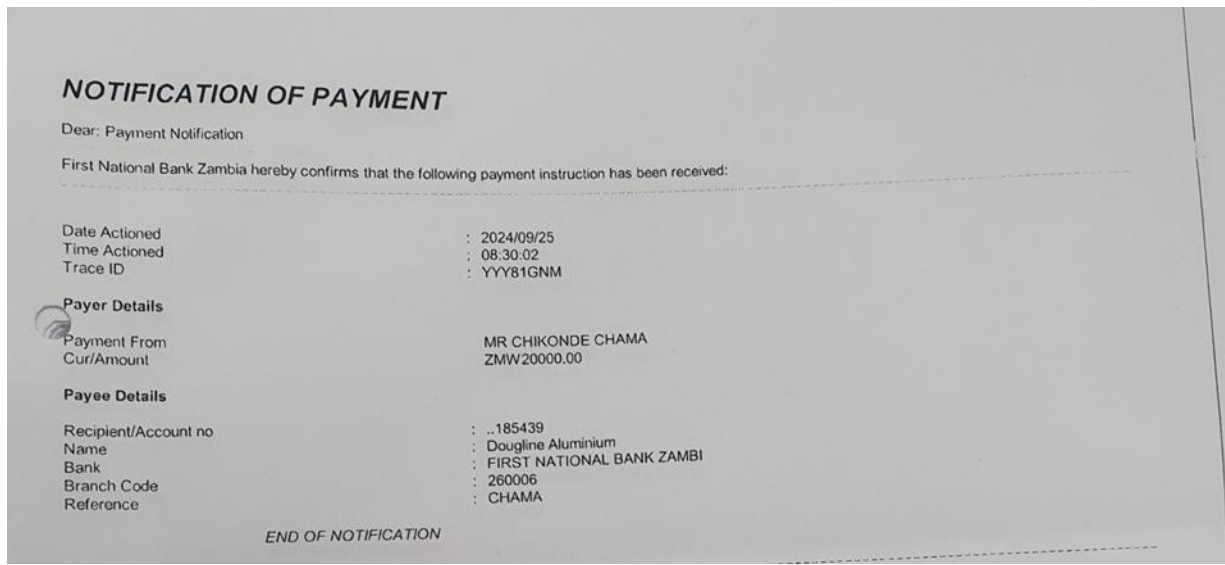 NOTIFICATION OF PAYMENT
Dear: Payment Notification
First National Bank Zambia hereby confirms that the following payment instruction has been received:
Date Actioned : 2024/09/25
Time Actioned : 08:30:02
Trace ID : YYY81GNM
Payer Details
Payment From MR CHIKONDE CHAMA
Cur/Amount ZMW20000.00
Payee Details
Recipient/Account no : ..185439
Name : Dougline Aluminium
Bank : FIRST NATIONAL BANK ZAMBI
Branch Code : 260006
Reference : CHAMA
END OF NOTIFICATION